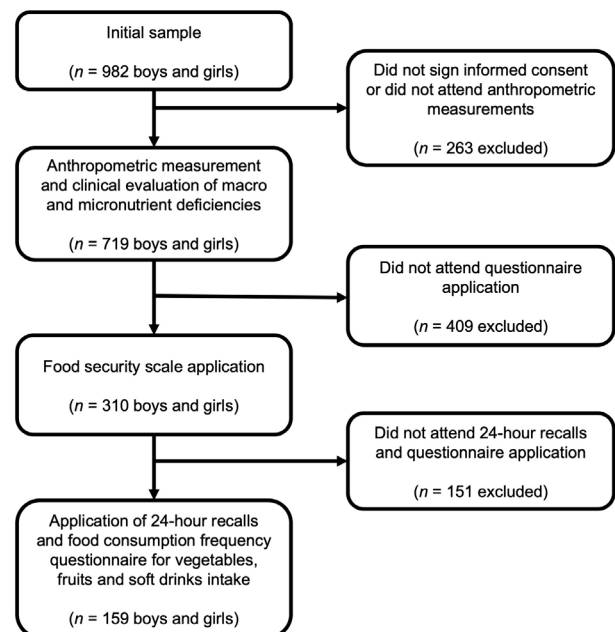 Initial sample
(n = 982 boys and girls)
Did not sign informed consent
or did not attend anthropometric
measurements
(n = 263 excluded)
Anthropometric measurement
and clinical evaluation of macro
and micronutrient deficiencies
(n = 719 boys and girls)
Did not attend questionnaire
application
(n = 409 excluded)
Food security scale application
(n = 310 boys and girls)
Did not attend 24-hour recalls
and questionnaire application
(n = 151 excluded)
Application of 24-hour recalls
and food consumption frequency
questionnaire for vegetables,
fruits and soft drinks intake
(n = 159 boys and girls)